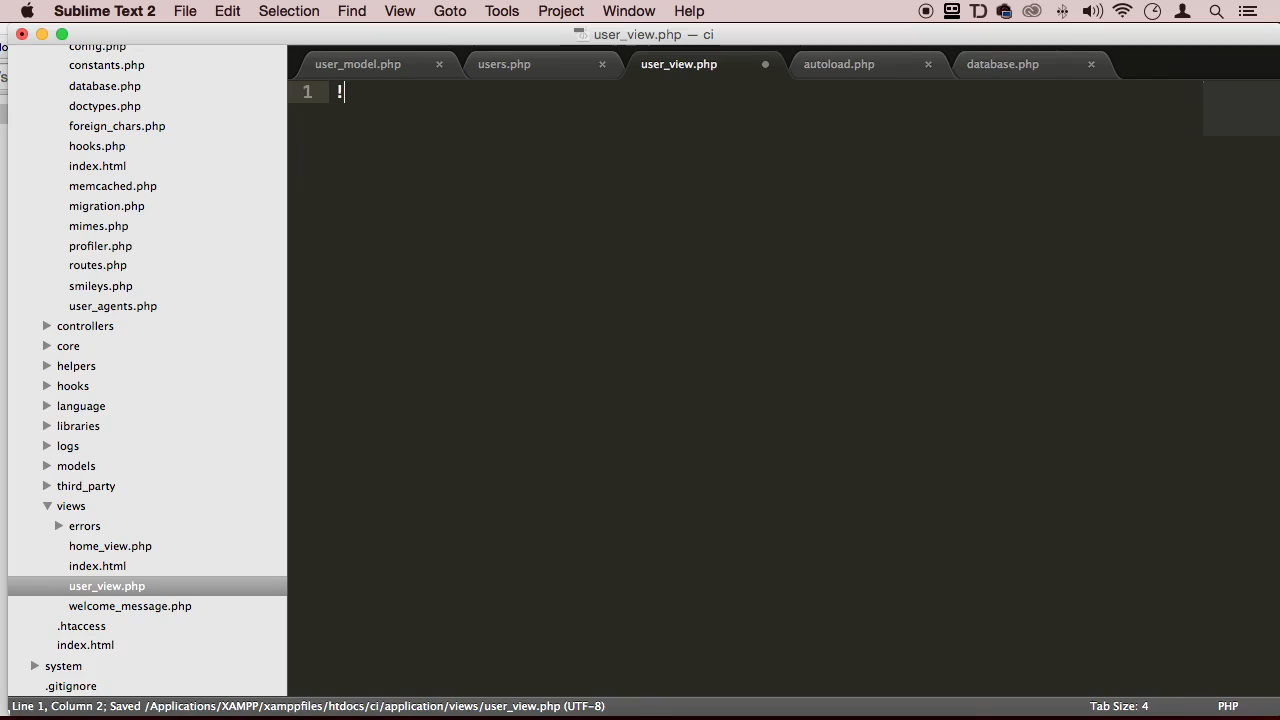 Sublime Text 2 File Edit Selection Find View Goto Tools Project Window Help
user_view.php — ci
config.php
constants.php
database.php
doctypes.php
foreign_chars.php
hooks.php
index.html
memcached.php
migration.php
mimes.php
profiler.php
routes.php
smileys.php
user_agents.php
controllers
core
helpers
hooks
language
libraries
logs
models
third_party
views
errors
home_view.php
index.html
user_view.php
welcome_message.php
.htaccess
index.html
system
.gitignore
user_model.php × users.php × user_view.php autoload.php × database.php ×
1 !
Line 1, Column 2; Saved /Applications/XAMPP/xamppfiles/htdocs/ci/application/views/user_view.php (UTF-8) Tab Size: 4 PHP